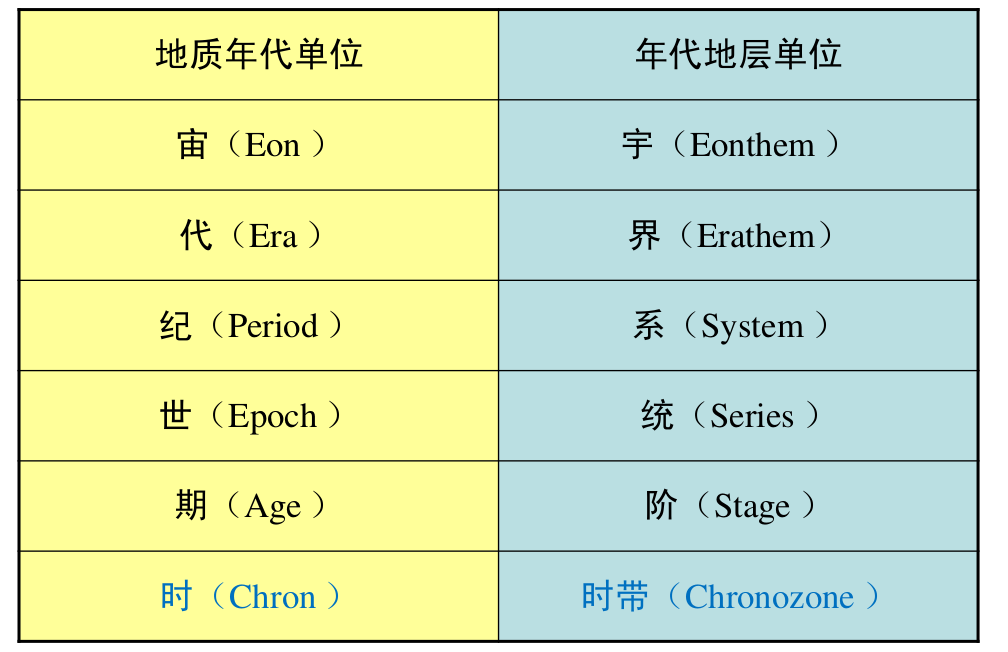 地质年代单位 年代地层单位
宙（Eon ） 宇（Eonthem ）
代（Era ） 界（Erathem）
纪（Period ） 系（System ）
世（Epoch ） 统（Series ）
期（Age ） 阶（Stage ）
时（Chron ） 时带（Chronozone ）